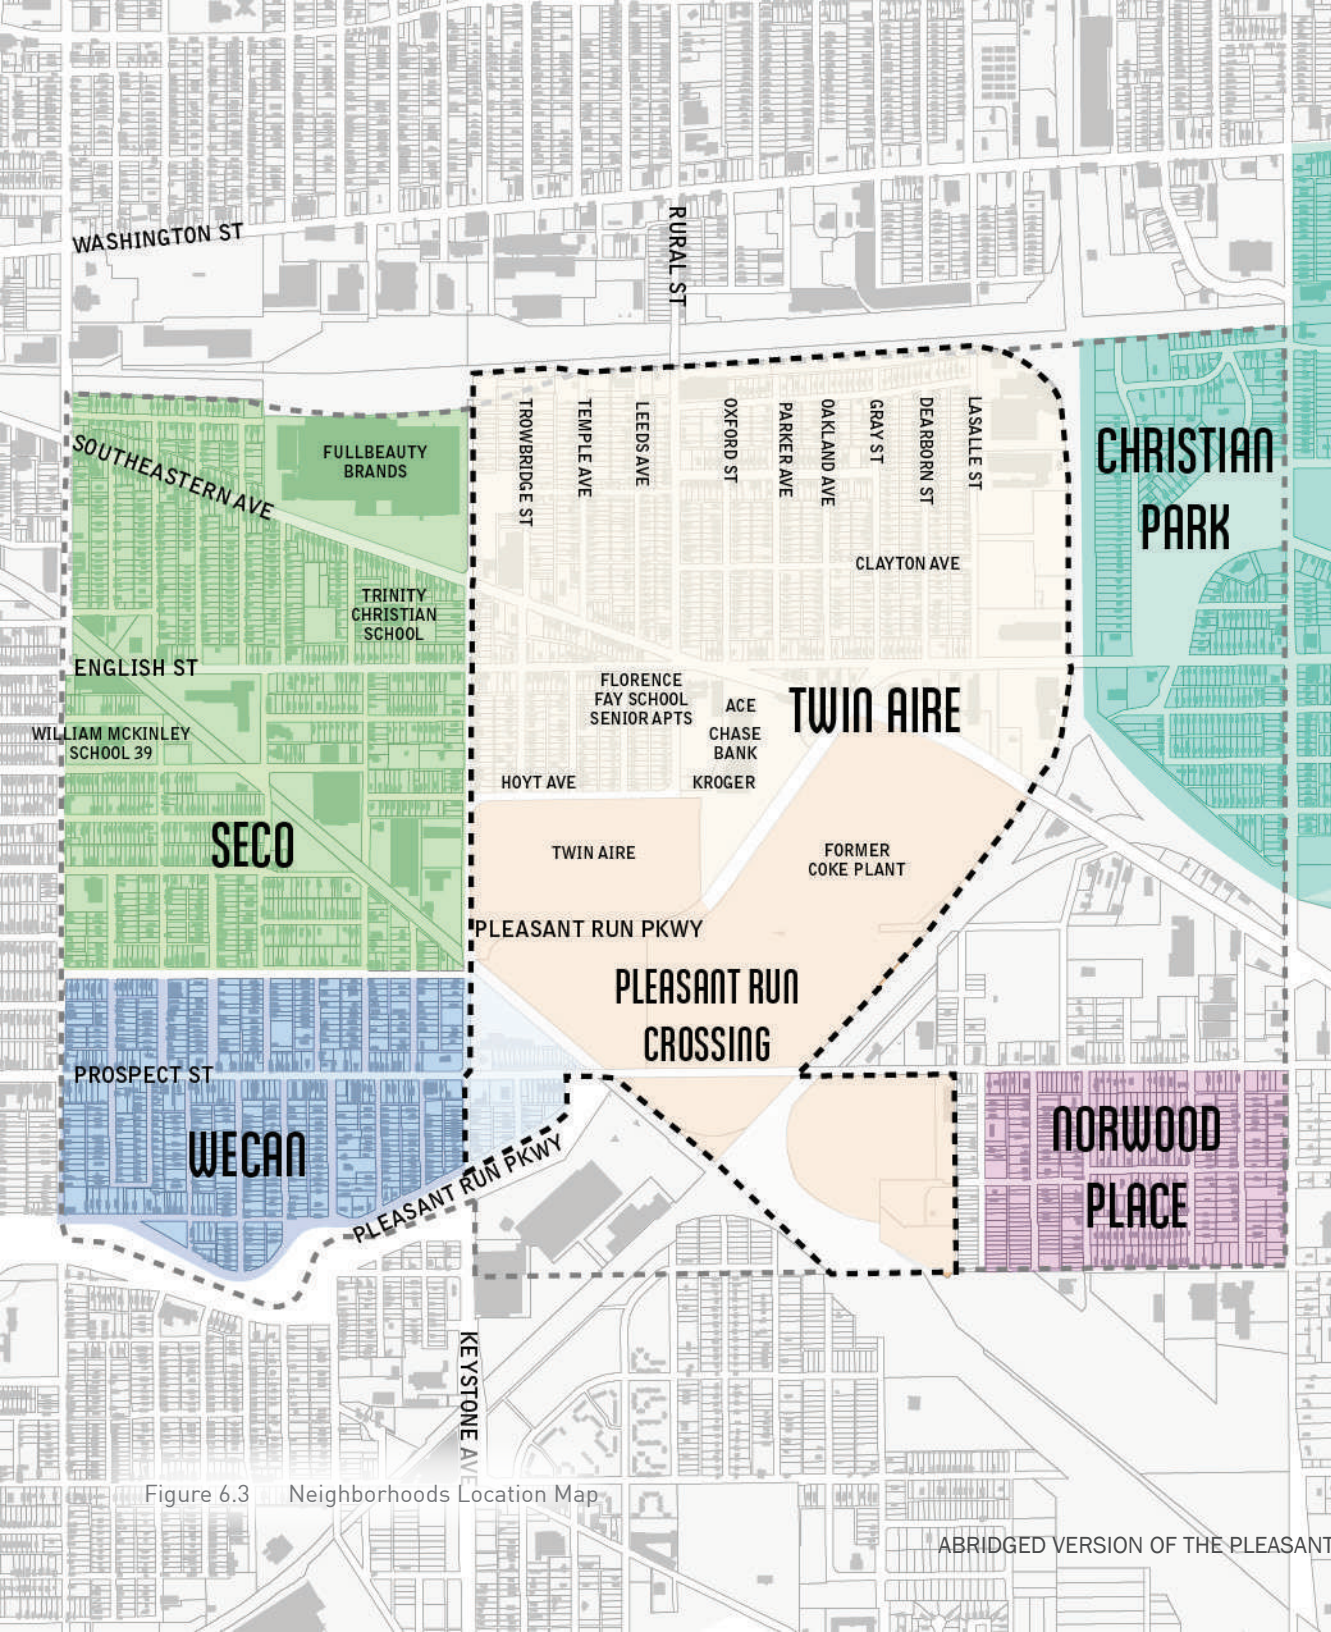 WASHINGTON ST
RURAL ST
SOUTHEASTERN AVE
FULLBEAUTY
BRANDS
TROWBRIDGE ST
TEMPLE AVE
LEEDS AVE
OXFORD ST
PARKER AVE
OAKLAND AVE
GRAY ST
DEARBORN ST
LASALLE ST
CHRISTIAN
PARK
CLAYTON AVE
TRINITY
CHRISTIAN
SCHOOL
ENGLISH ST
WILLIAM MCKINLEY
SCHOOL 39
FLORENCE
FAY SCHOOL
SENIOR APTS
ACE
CHASE
BANK
TWIN AIRE
HOYT AVE
KROGER
SECO
TWIN AIRE
FORMER
COKE PLANT
PLEASANT RUN PKWY
PLEASANT RUN
CROSSING
PROSPECT ST
WECAN
PLEASANT RUN PKWY
NORWOOD
PLACE
KEYSTONE AVE
Figure 6.3 Neighborhoods Location Map
ABRIDGED VERSION OF THE PLEASANT